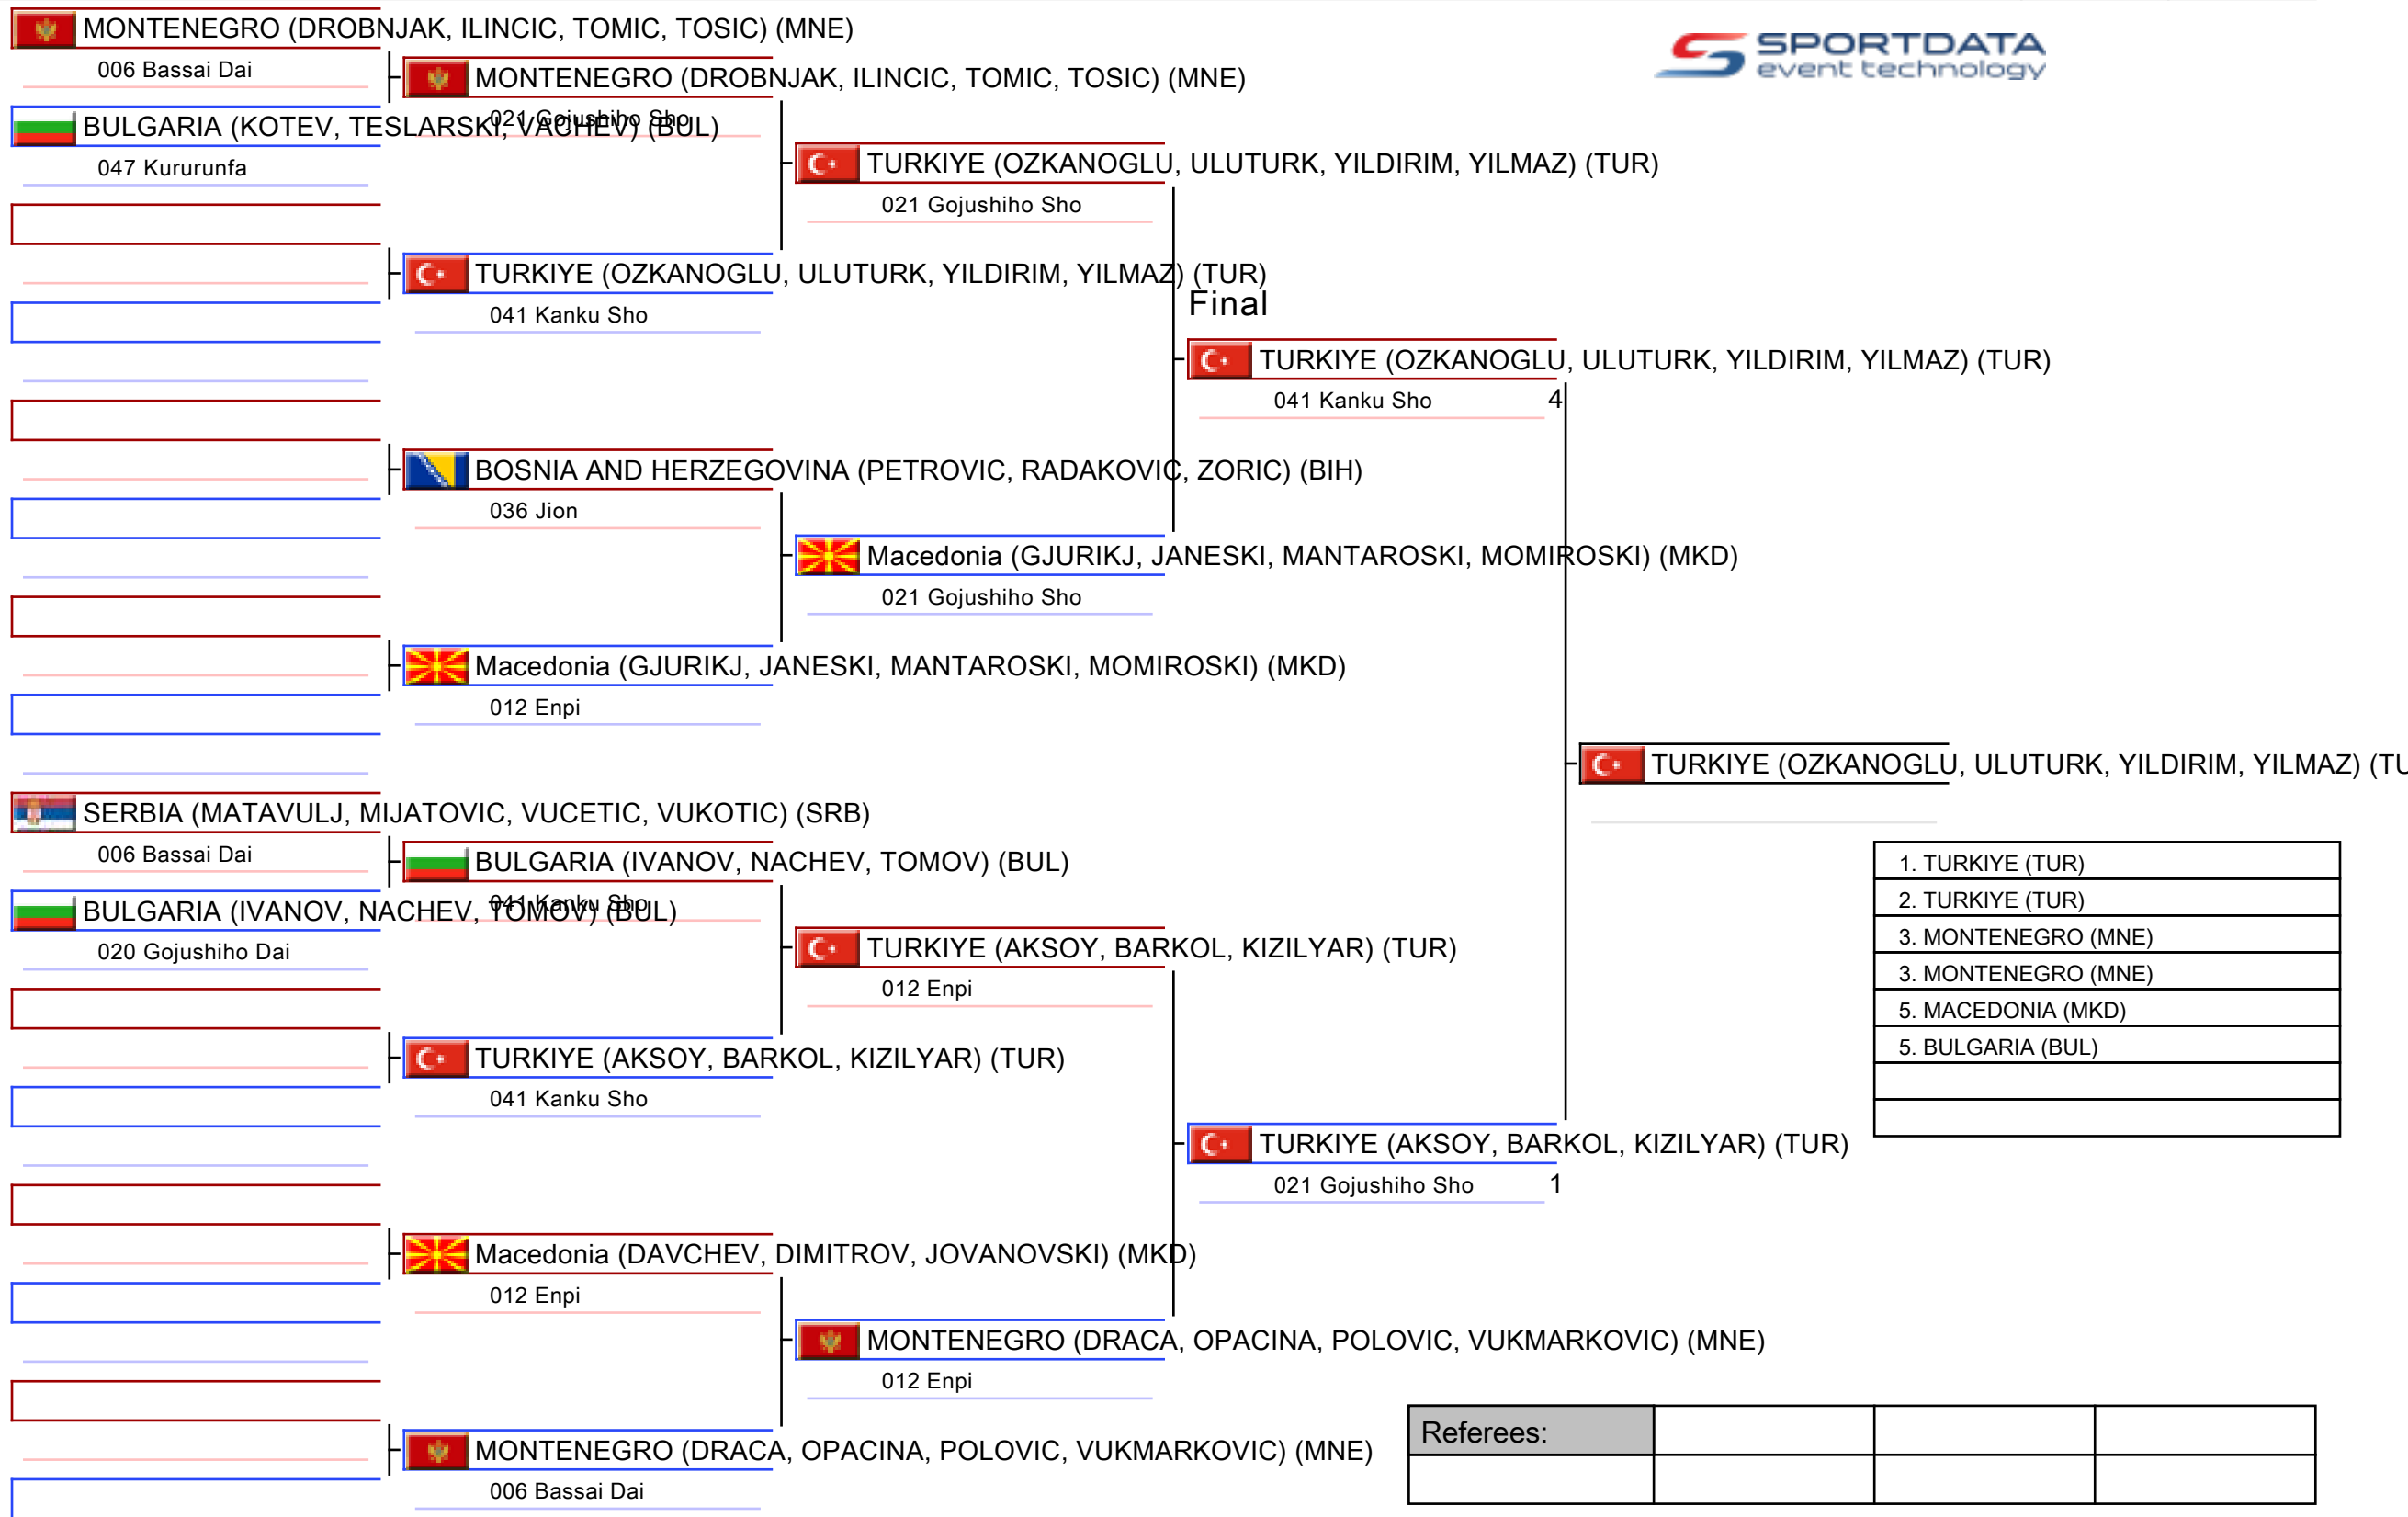 MONTENEGRO (DROBNJAK, ILINCIC, TOMIC, TOSIC) (MNE)
006 Bassai Dai
BULGARIA (KOTEV, TESLARSKI, VACHEV) (BUL)
047 Kururunfa
SERBIA (MATAVULJ, MIJATOVIC, VUCETIC, VUKOTIC) (SRB)
006 Bassai Dai
BULGARIA (IVANOV, NACHEV, TOMOV) (BUL)
020 Gojushiho Dai
MONTENEGRO (DROBNJAK, ILINCIC, TOMIC, TOSIC) (MNE)
021 Gojushiho Sho
TURKIYE (OZKANOGLU, ULUTURK, YILDIRIM, YILMAZ) (TUR)
041 Kanku Sho
BOSNIA AND HERZEGOVINA (PETROVIC, RADAKOVIC, ZORIC) (BIH)
036 Jion
Macedonia (GJURIKJ, JANESKI, MANTAROSKI, MOMIROSKI) (MKD)
012 Enpi
BULGARIA (IVANOV, NACHEV, TOMOV) (BUL)
041 Kanku Sho
TURKIYE (AKSOY, BARKOL, KIZILYAR) (TUR)
041 Kanku Sho
Macedonia (DAVCHEV, DIMITROV, JOVANOVSKI) (MKD)
012 Enpi
MONTENEGRO (DRACA, OPACINA, POLOVIC, VUKMARKOVIC) (MNE)
006 Bassai Dai
TURKIYE (OZKANOGLU, ULUTURK, YILDIRIM, YILMAZ) (TUR)
021 Gojushiho Sho
Macedonia (GJURIKJ, JANESKI, MANTAROSKI, MOMIROSKI) (MKD)
021 Gojushiho Sho
TURKIYE (AKSOY, BARKOL, KIZILYAR) (TUR)
012 Enpi
MONTENEGRO (DRACA, OPACINA, POLOVIC, VUKMARKOVIC) (MNE)
012 Enpi
Final
TURKIYE (OZKANOGLU, ULUTURK, YILDIRIM, YILMAZ) (TUR)
041 Kanku Sho 4
TURKIYE (AKSOY, BARKOL, KIZILYAR) (TUR)
021 Gojushiho Sho 1
SPORTDATA
event technology
TURKIYE (OZKANOGLU, ULUTURK, YILDIRIM, YILMAZ) (TU
1. TURKIYE (TUR)
2. TURKIYE (TUR)
3. MONTENEGRO (MNE)
3. MONTENEGRO (MNE)
5. MACEDONIA (MKD)
5. BULGARIA (BUL)
Referees: